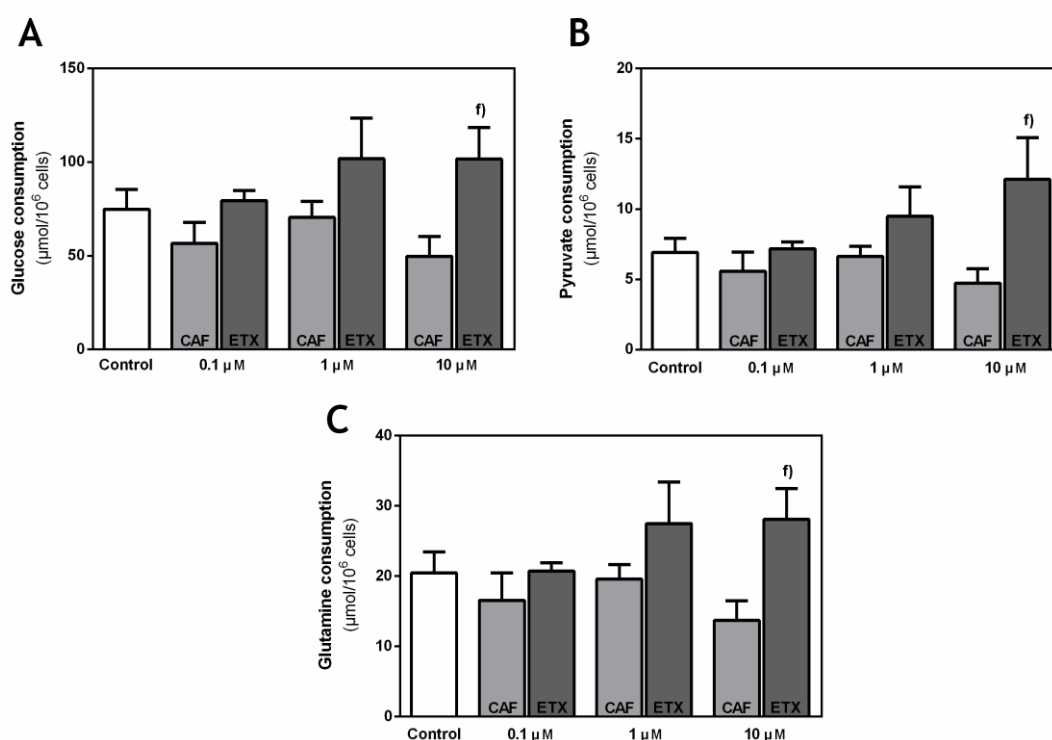 A
Glucose consumption
(µmol/10⁶ cells)
150
100
50
0
f)
CAF ETX CAF ETX CAF ETX
Control 0.1 µM 1 µM 10 µM
B
Pyruvate consumption
(µmol/10⁶ cells)
20
15
10
5
0
f)
CAF ETX CAF ETX CAF ETX
Control 0.1 µM 1 µM 10 µM
C
Glutamine consumption
(µmol/10⁶ cells)
40
30
20
10
0
f)
CAF ETX CAF ETX CAF ETX
Control 0.1 µM 1 µM 10 µM